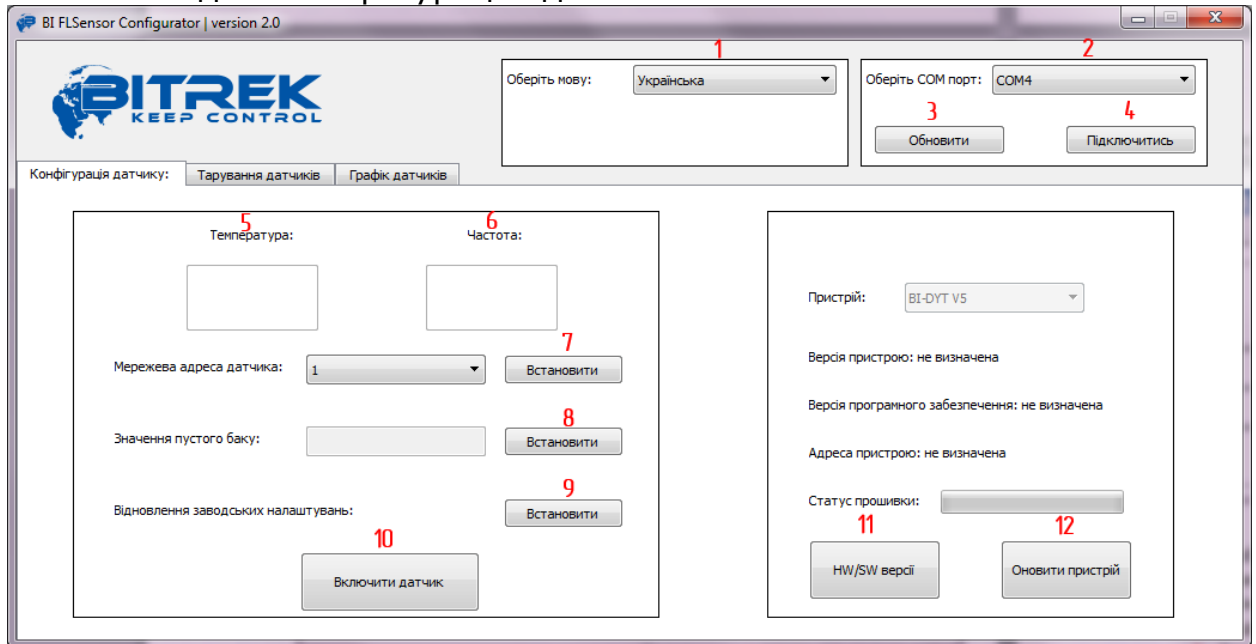 BI FLSensor Configurator | version 2.0
BITREK
KEEP CONTROL
1
Оберіть мову: Українська
2
Оберіть COM порт: COM4
3 4
Обновити Підключитись
Конфігурація датчику: Тарування датчиків Графік датчиків
5 6
Температура: Частота:
7
Мережева адреса датчика: 1 Встановити
8
Значення пустого баку: Встановити
9
Відновлення заводських налаштувань: Встановити
10
Включити датчик
Пристрій: BI-DYT V5
Версія пристрою: не визначена
Версія програмного забезпечення: не визначена
Адреса пристрою: не визначена
Статус прошивки:
11 12
HW/SW версії Оновити пристрій